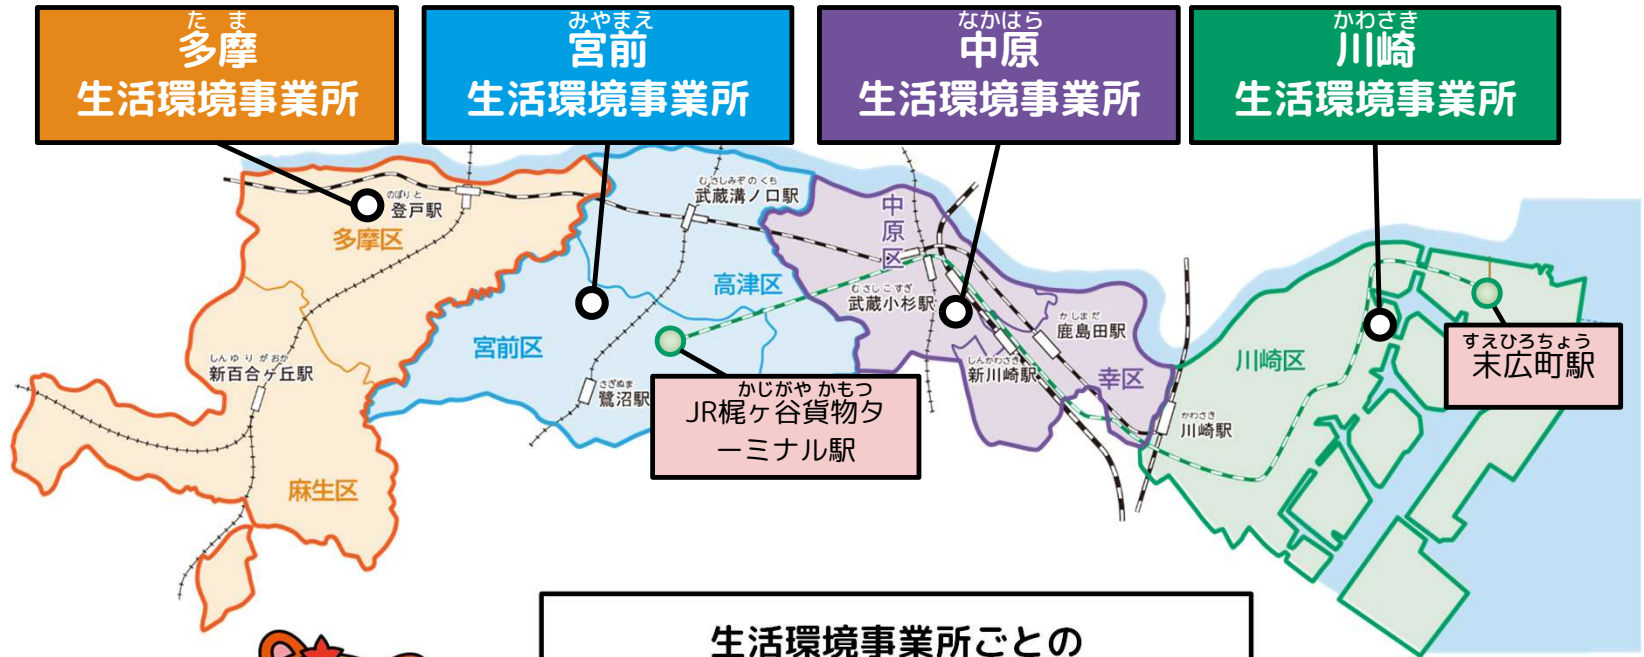 たま
多摩
生活環境事業所
みやまえ
宮前
生活環境事業所
なかはら
中原
生活環境事業所
かわさき
川崎
生活環境事業所
のぼりと
登戸駅
多摩区
むさしみぞのくち
武蔵溝ノ口駅
中原区
高津区
むさしこすぎ
武蔵小杉駅
かしまだ
鹿島田駅
宮前区
しんゆりがおか
新百合ヶ丘駅
さぎぬま
鷺沼駅
しんかわさき
新川崎駅
幸区
川崎区
すえひろちょう
末広町駅
かじがや かもつ
JR梶ヶ谷貨物タ
ーミナル駅
かわさき
川崎駅
麻生区
生活環境事業所ごとの